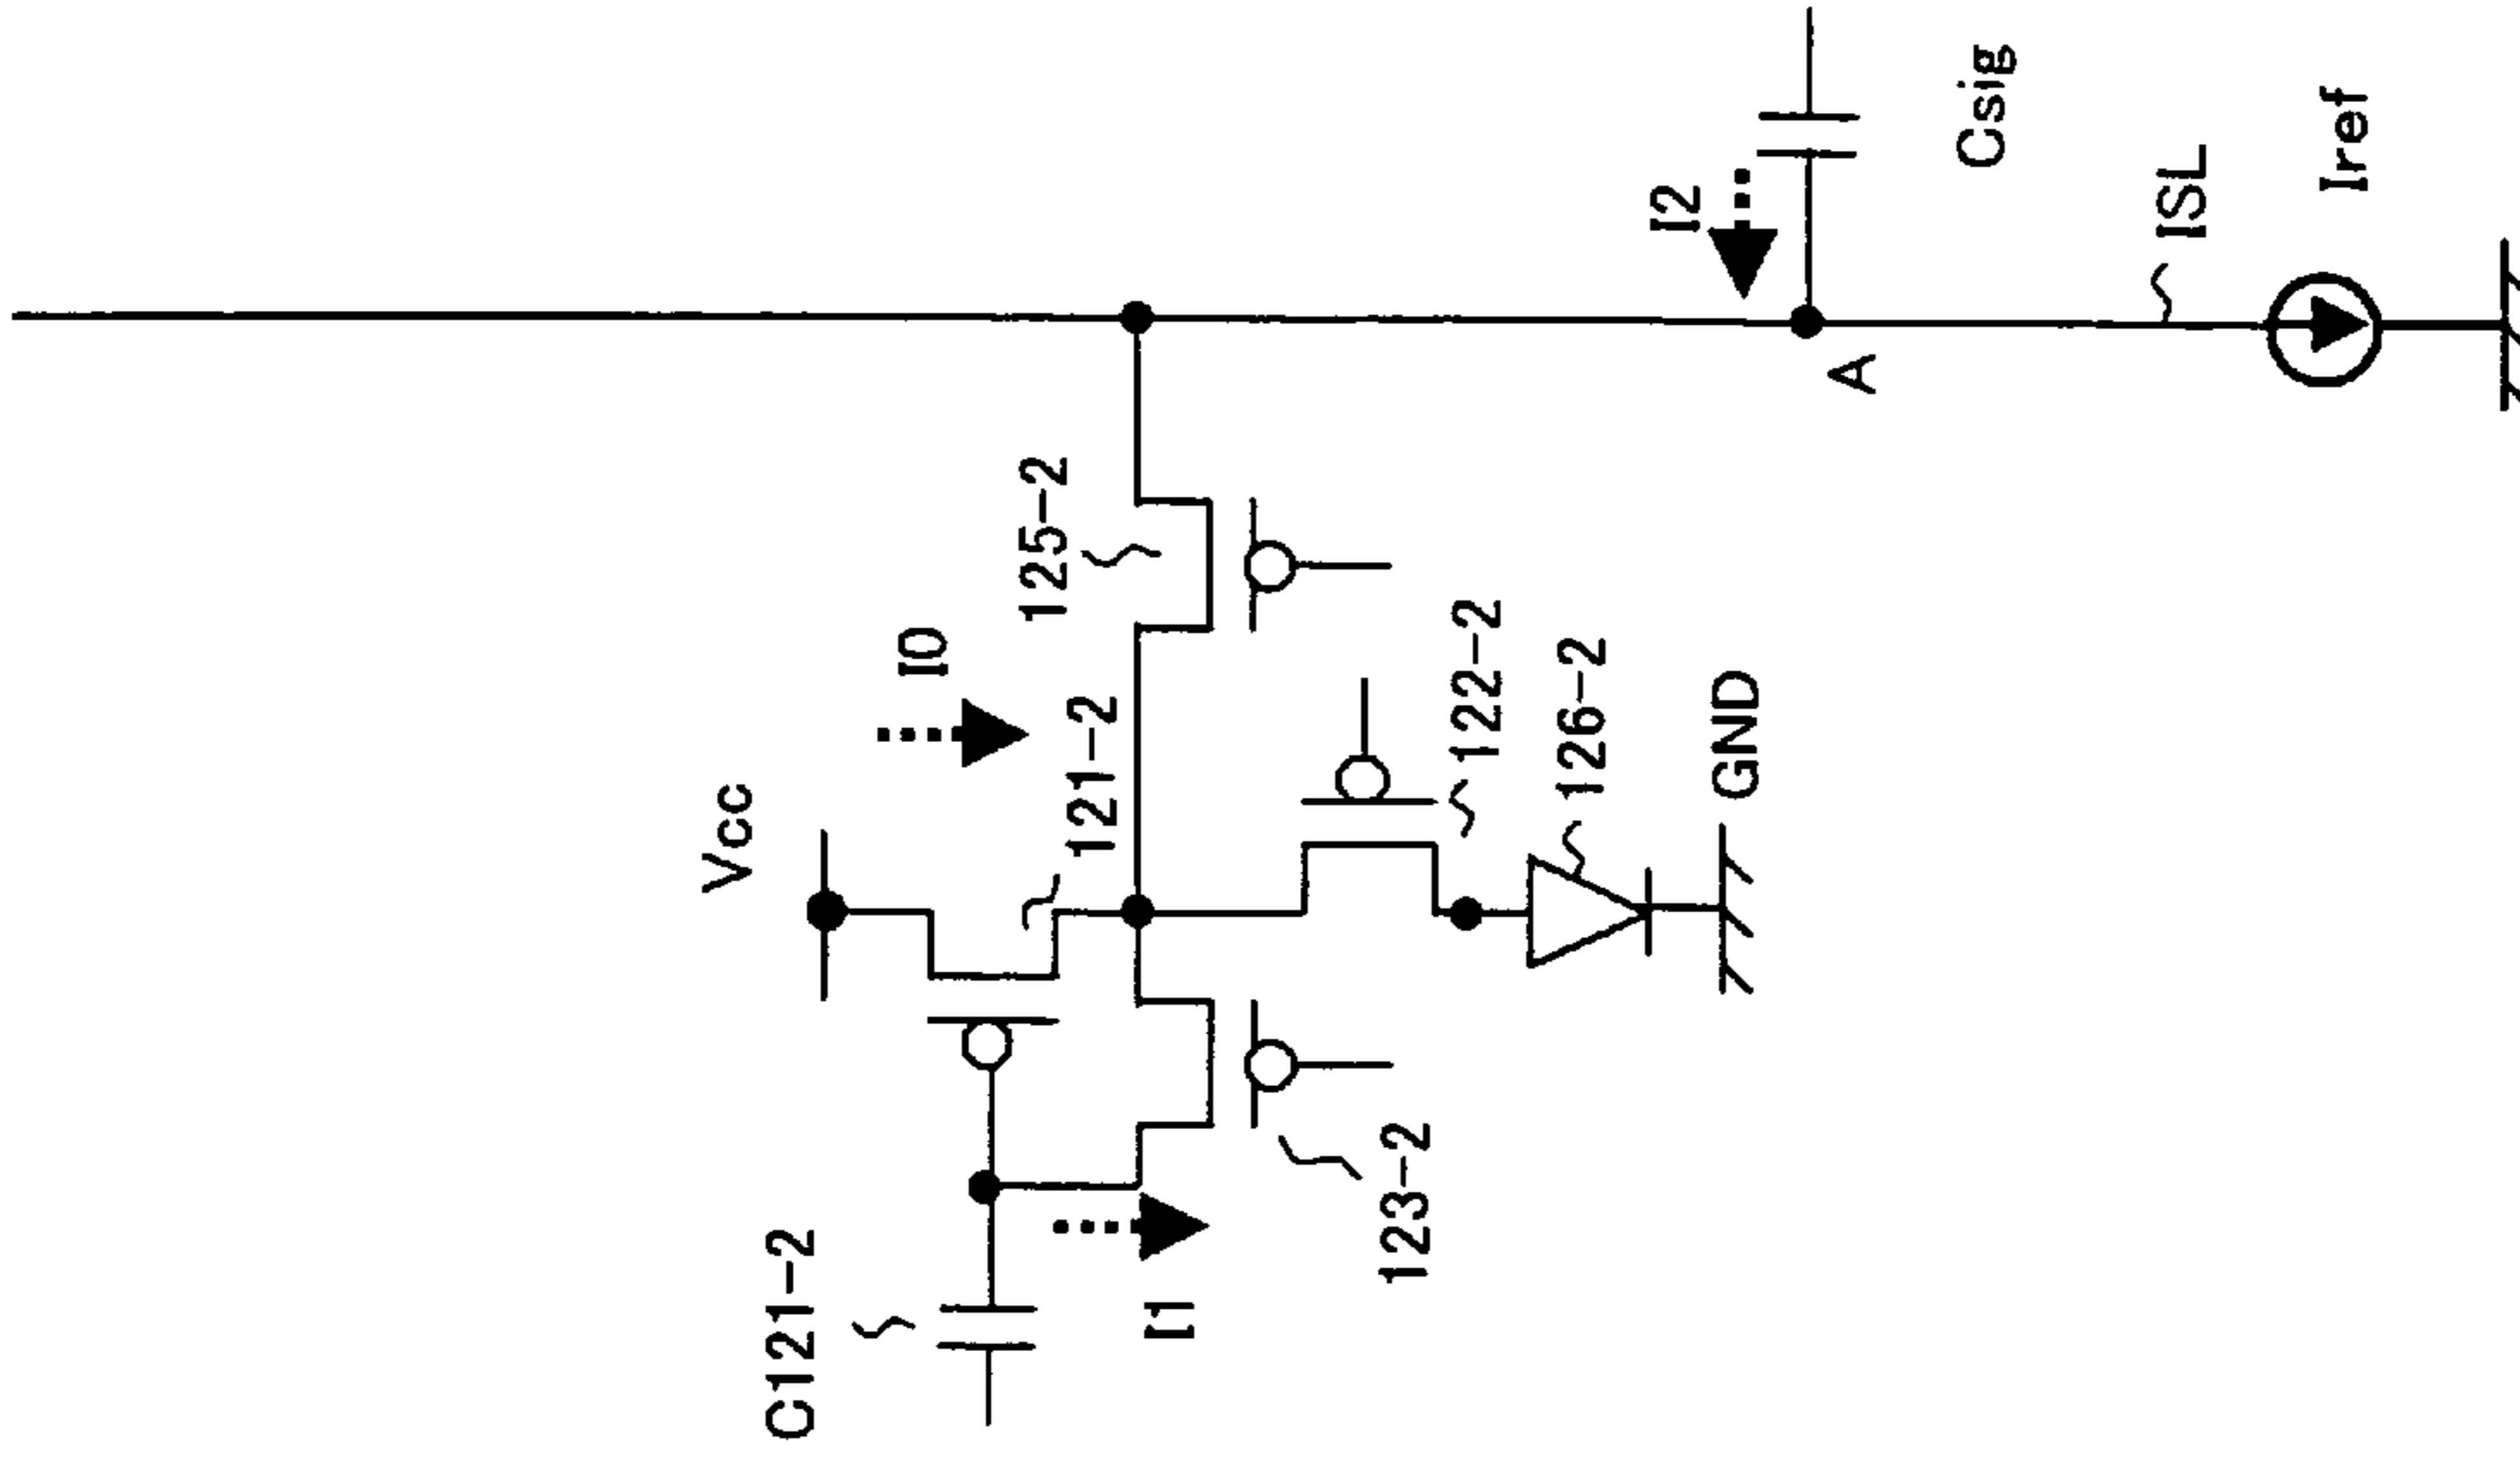 Vcc
C121-2
I0
125-2
121-2
I1
123-2
122-2
126-2
I2
GND
A
Csig
ISL
Iref